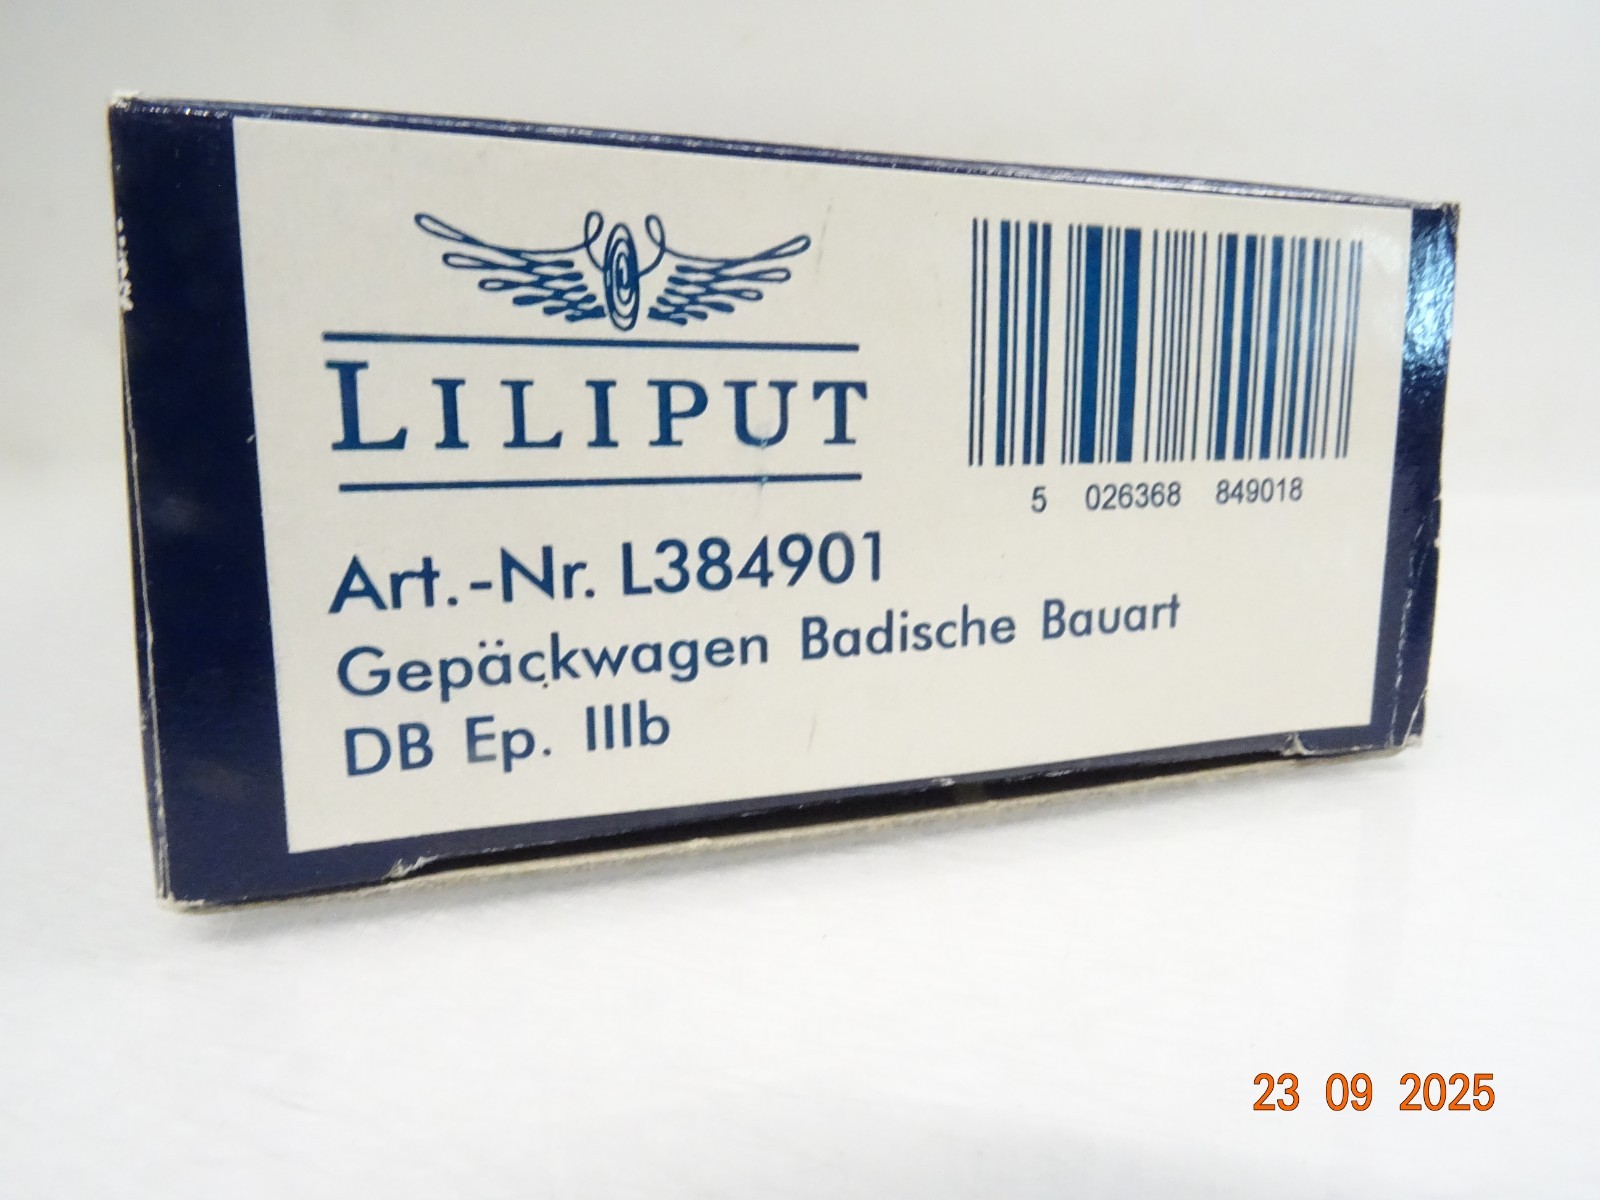 LILIPUT
5 026368 849018
Art.-Nr. L384901
Gepäckwagen Badische Bauart
DB Ep. IIIb
23 09 2025